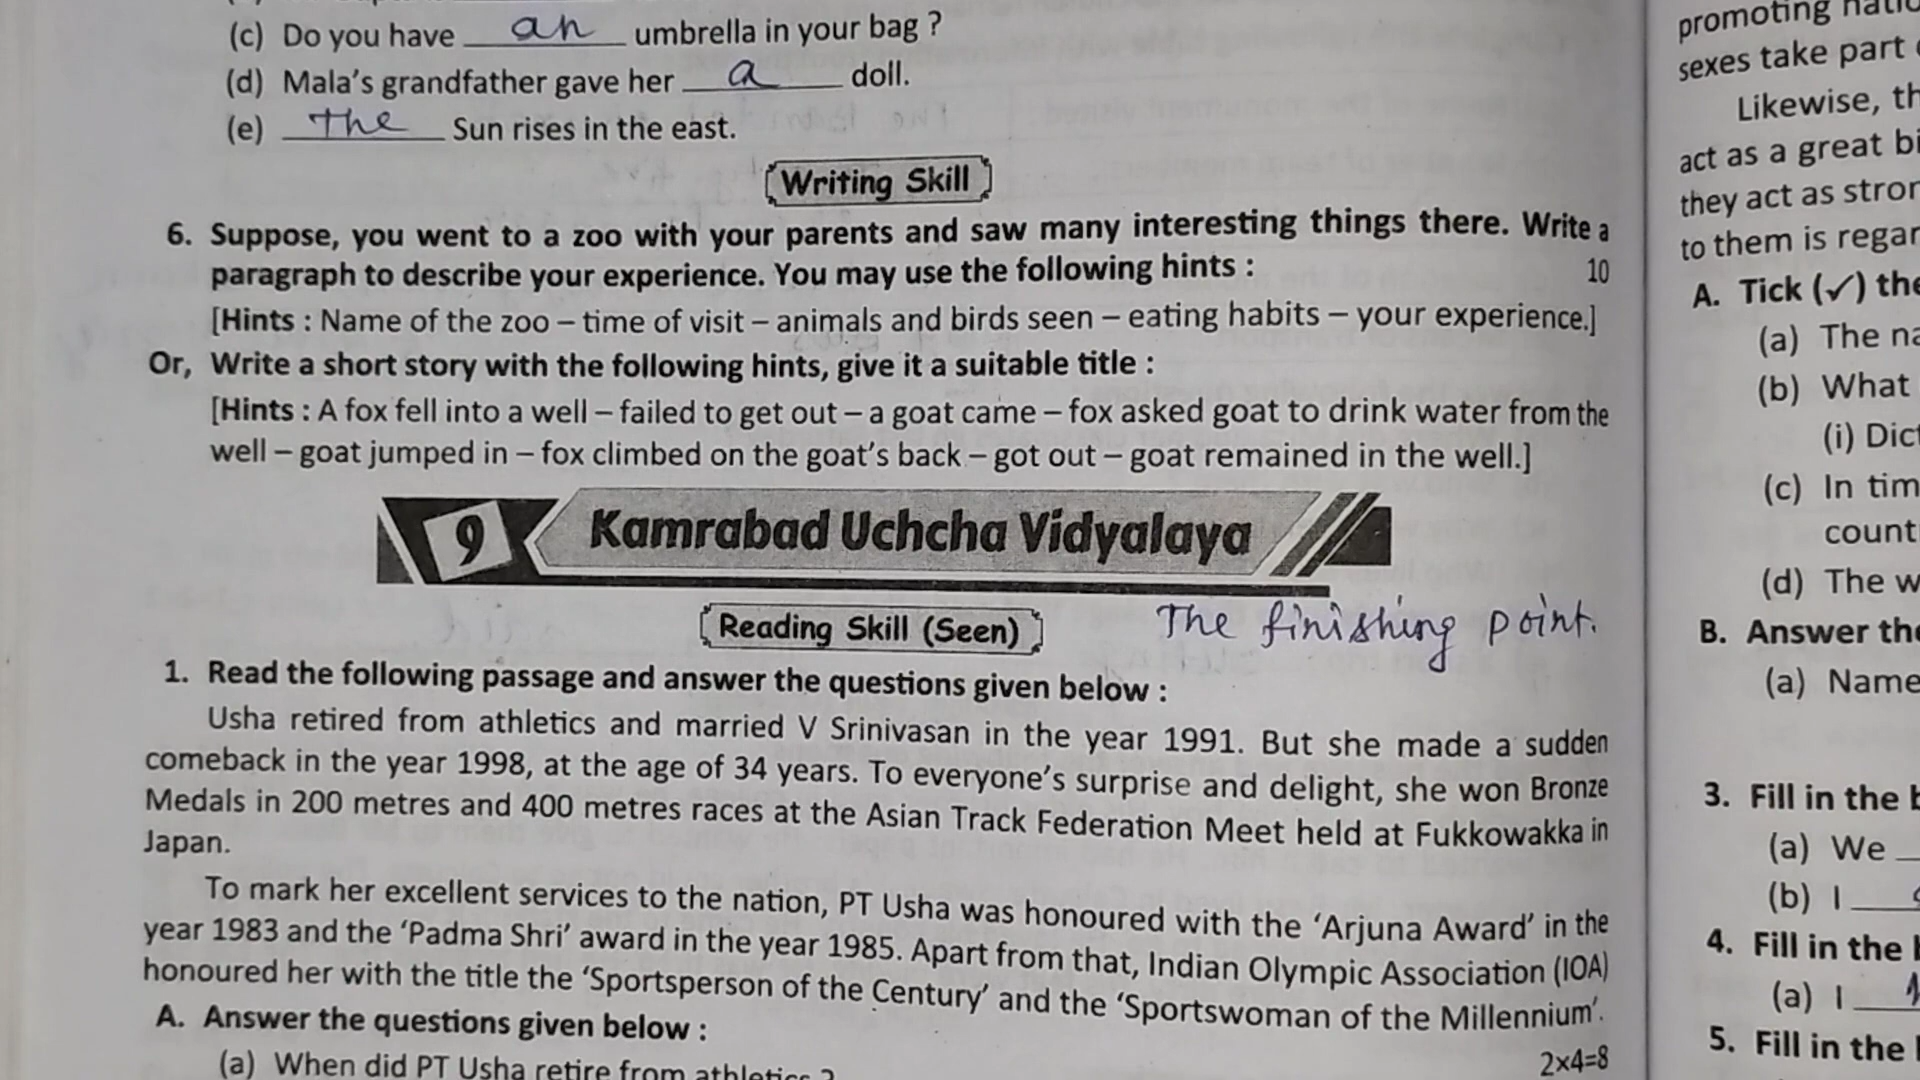 (c) Do you have an umbrella in your bag ?
(d) Mala's grandfather gave her a doll.
(e) The Sun rises in the east.
Writing Skill
6. Suppose, you went to a zoo with your parents and saw many interesting things there. Write a
paragraph to describe your experience. You may use the following hints : 10
[Hints : Name of the zoo – time of visit – animals and birds seen – eating habits – your experience.]
Or, Write a short story with the following hints, give it a suitable title :
[Hints : A fox fell into a well – failed to get out – a goat came – fox asked goat to drink water from the
well – goat jumped in – fox climbed on the goat's back – got out – goat remained in the well.]
9 Kamrabad Uchcha Vidyalaya
Reading Skill (Seen) The finishing point.
1. Read the following passage and answer the questions given below :
Usha retired from athletics and married V Srinivasan in the year 1991. But she made a sudden
comeback in the year 1998, at the age of 34 years. To everyone's surprise and delight, she won Bronze
Medals in 200 metres and 400 metres races at the Asian Track Federation Meet held at Fukkowakka in
Japan.
To mark her excellent services to the nation, PT Usha was honoured with the 'Arjuna Award' in the
year 1983 and the 'Padma Shri' award in the year 1985. Apart from that, Indian Olympic Association (IOA)
honoured her with the title the 'Sportsperson of the Century' and the 'Sportswoman of the Millennium'.
A. Answer the questions given below :
2x4=8
(a) When did PT Usha retire from athletics ?
promoting
sexes take part
Likewise,
act as a great
they act as
to them is
A. Tick (✓) the
(a) The
(b) What
(i)
(c) In
(d) The
B. Answer the
(a) Name
3. Fill in the
(a) We
(b) I
4. Fill in the
(a) I
5. Fill in the